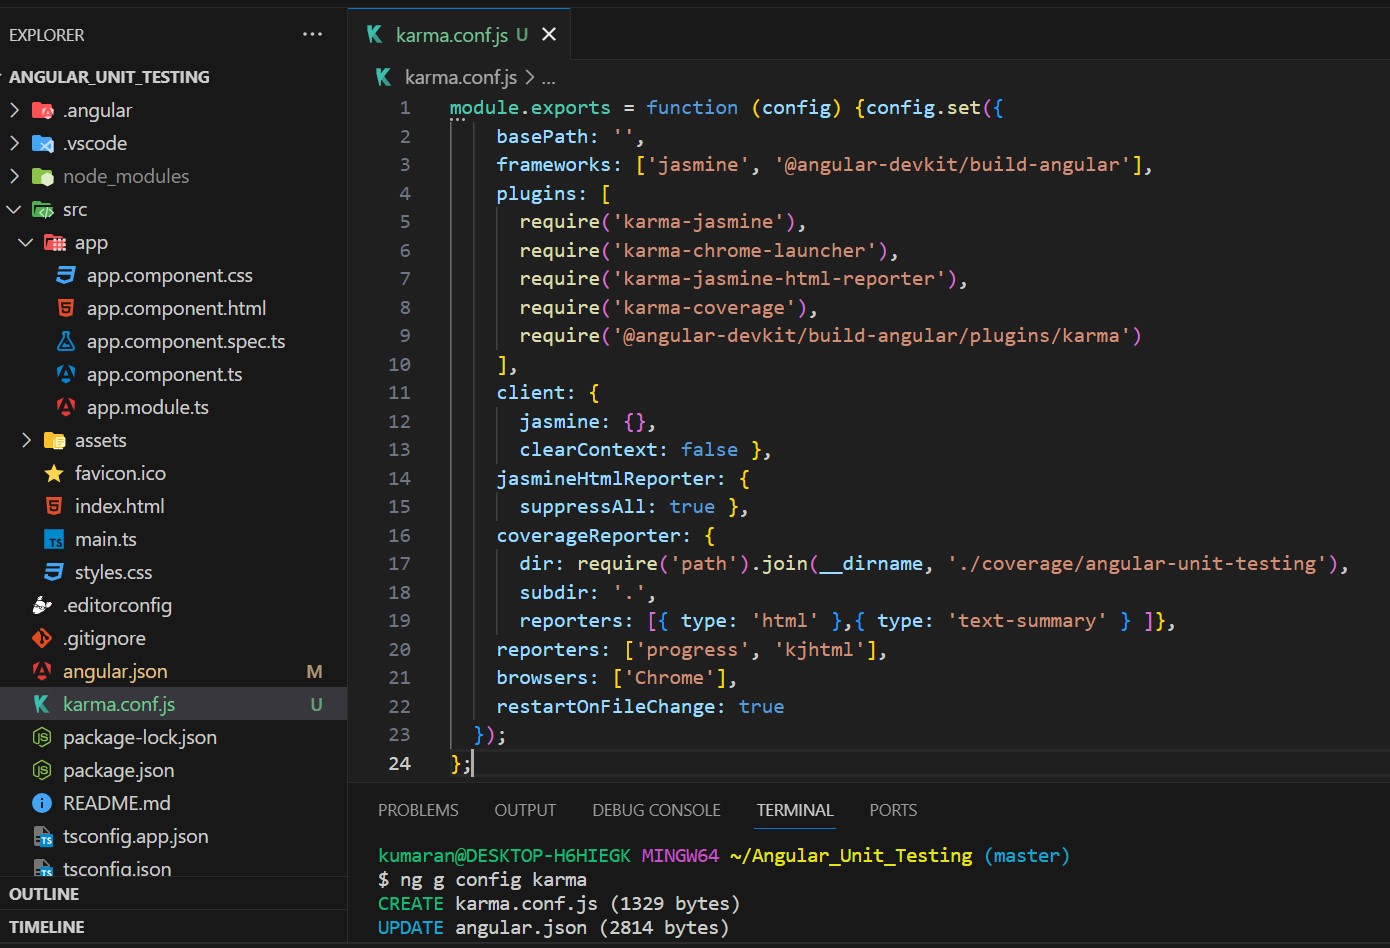 EXPLORER
ANGULAR_UNIT_TESTING
.angular
.vscode
node_modules
src
app
app.component.css
app.component.html
app.component.spec.ts
app.component.ts
app.module.ts
assets
favicon.ico
index.html
main.ts
styles.css
.editorconfig
.gitignore
angular.json M
karma.conf.js U
package-lock.json
package.json
README.md
tsconfig.app.json
tsconfig.json
OUTLINE
TIMELINE
karma.conf.js U
karma.conf.js > ...
1 module.exports = function (config) {config.set({
2 basePath: '',
3 frameworks: ['jasmine', '@angular-devkit/build-angular'],
4 plugins: [
5 require('karma-jasmine'),
6 require('karma-chrome-launcher'),
7 require('karma-jasmine-html-reporter'),
8 require('karma-coverage'),
9 require('@angular-devkit/build-angular/plugins/karma')
10 ],
11 client: {
12 jasmine: {},
13 clearContext: false },
14 jasmineHtmlReporter: {
15 suppressAll: true },
16 coverageReporter: {
17 dir: require('path').join(__dirname, './coverage/angular-unit-testing'),
18 subdir: '.',
19 reporters: [{ type: 'html' },{ type: 'text-summary' } ]},
20 reporters: ['progress', 'kjhtml'],
21 browsers: ['Chrome'],
22 restartOnFileChange: true
23 });
24 };
PROBLEMS OUTPUT DEBUG CONSOLE TERMINAL PORTS
kumaran@DESKTOP-H6HIEGK MINGW64 ~/Angular_Unit_Testing (master)
$ ng g config karma
CREATE karma.conf.js (1329 bytes)
UPDATE angular.json (2814 bytes)